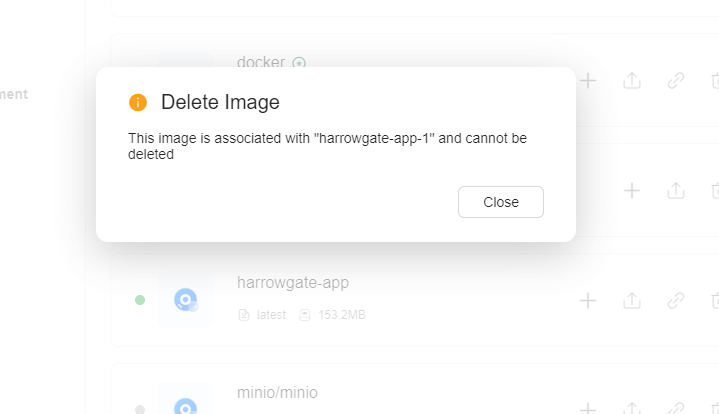 docker
ment
Delete Image
This image is associated with "harrowgate-app-1" and cannot be
deleted
Close
harrowgate-app
latest 153.2MB
minio/minio